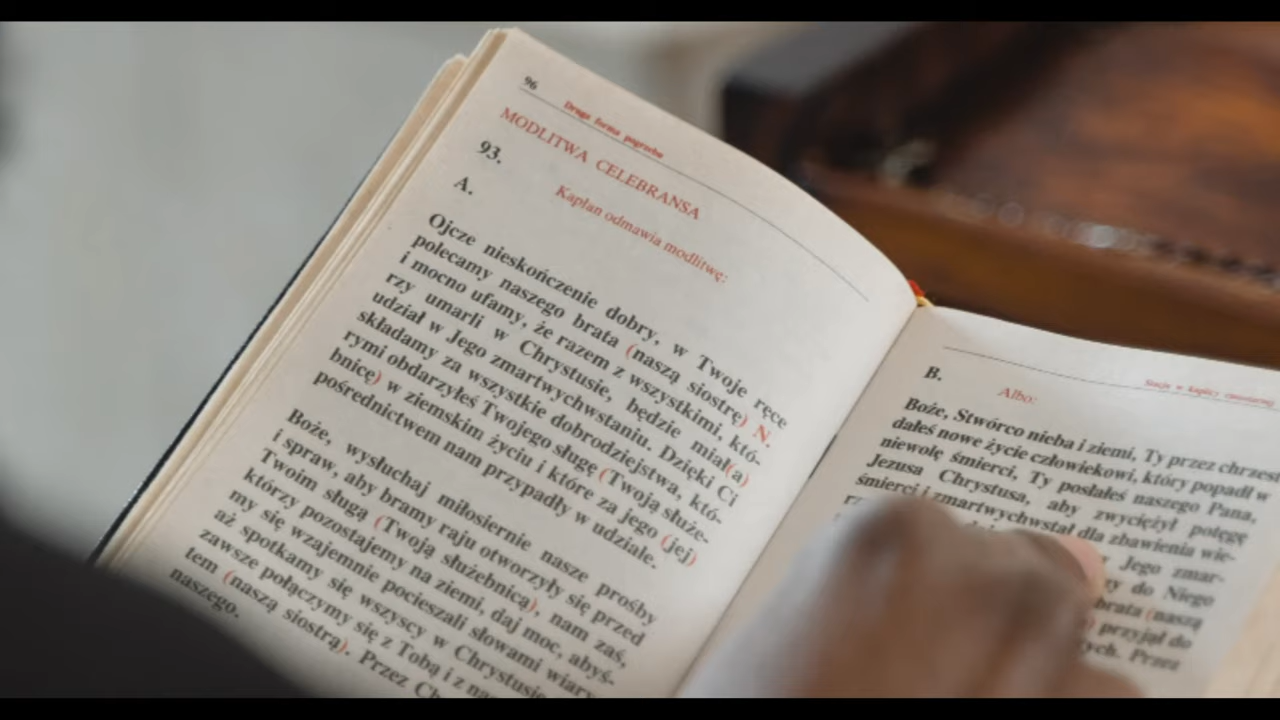 96
Druga forma pogrzebu
MODLITWA CELEBRANSA
93.
A.
Kapłan odmawia modlitwę:
Ojcze nieskończenie dobry, w Twoje ręce
polecamy naszego brata (naszą siostrę) N.
i mocno ufamy, że razem z wszystkimi, któ-
rzy umarli w Chrystusie, będzie miał(a)
udział w Jego zmartwychwstaniu. Dzięki Ci
składamy za wszystkie dobrodziejstwa, któ-
rymi obdarzyłeś Twojego sługę (Twoją służe-
bnicę) w ziemskim życiu i które za jego (jej)
pośrednictwem nam przypadły w udziale.
Boże, wysłuchaj miłosiernie nasze prośby
i spraw, aby bramy raju otworzyły się przed
Twoim sługą (Twoją służebnicą), nam zaś,
którzy pozostajemy na ziemi, daj moc, abyś-
my się wzajemnie pocieszali słowami wiary
aż spotkamy się wszyscy w Chrystusie
zawsze połączymy się z Tobą i z
tem (naszą siostrą). Przez
naszego.
Stacja w kaplicy
B.
Albo:
Boże, Stwórco nieba i ziemi, Ty przez
dałeś nowe życie człowiekowi, który popadł w
niewolę śmierci, Ty posłałeś naszego Pana,
Jezusa Chrystusa, aby zwyciężył potęgę
śmierci i zmartwychwstał dla zbawienia wie-
Jego zmar-
do Niego
brata (naszą
) przyjął do
Przez